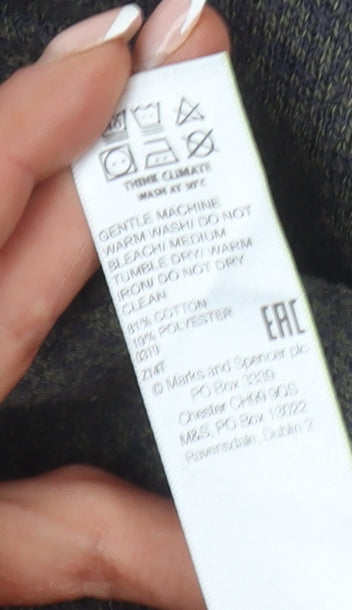 THINK CLIMATE
WASH AT 30°C
GENTLE MACHINE
WARM WASH/ DO NOT
BLEACH/ MEDIUM
TUMBLE DRY/ WARM
IRON/ DO NOT DRY
CLEAN
81% COTTON
19% POLYESTER
0319
214T
EAC
© Marks and Spencer plc
PO Box 3339
Chester CH99 9QS
M&S, PO Box 13022
Ravensdale, Dublin 2